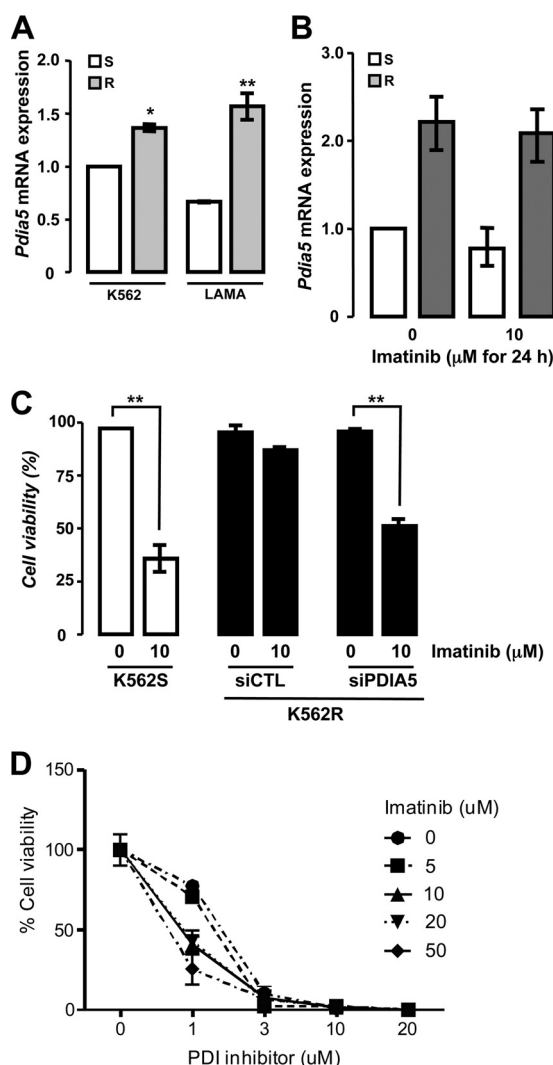 A
Pdia5 mRNA expression
2.0
1.5
1.0
0.5
0
S
R
*
**
K562
LAMA
B
Pdia5 mRNA expression
3.0
2.0
1.0
0
S
R
0
10
Imatinib (μM for 24 h)
C
Cell viability (%)
100
75
50
25
0
**
**
0 10 0 10 0 10 Imatinib (μM)
K562S siCTL siPDIA5
K562R
D
% Cell viability
150
100
50
0
Imatinib (uM)
0
5
10
20
50
0 1 3 10 20
PDI inhibitor (uM)